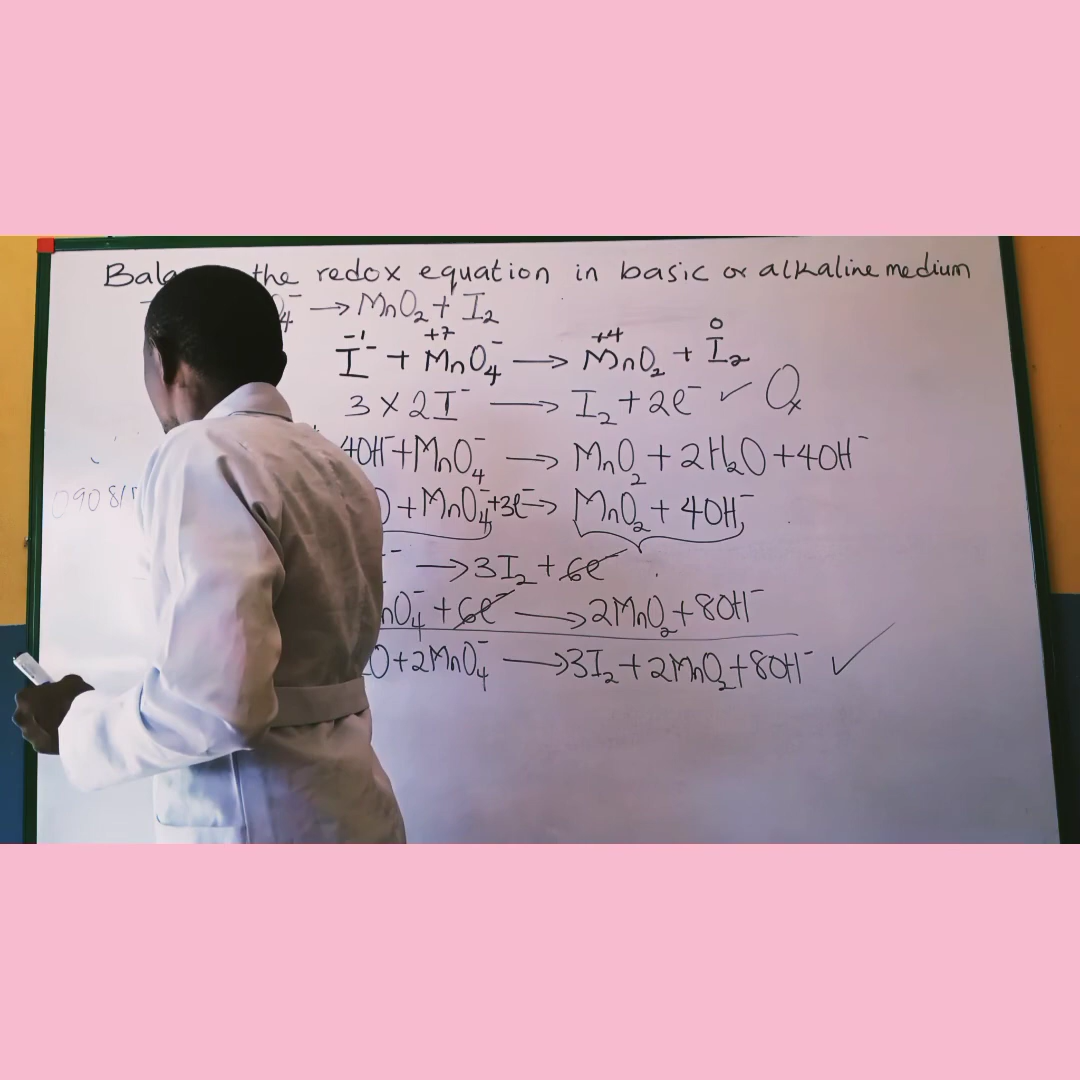 the redox equation in basic or alkaline medium
4⁻ → MnO₂ + I₂
-1 +7 +4 0
I⁻ + MnO₄⁻ → MnO₂ + I₂
3 × 2I⁻ → I₂ + 2e⁻ ✓ Ox
4OH⁻ + MnO₄⁻ → MnO₂ + 2H₂O + 4OH⁻
+ MnO₄⁻ + 3e⁻ → MnO₂ + 4OH⁻
⁻ → 3I₂ + 6e⁻
nO₄⁻ + 6e⁻ → 2MnO₂ + 8OH⁻
O + 2MnO₄⁻ → 3I₂ + 2MnO₂ + 8OH⁻ ✓